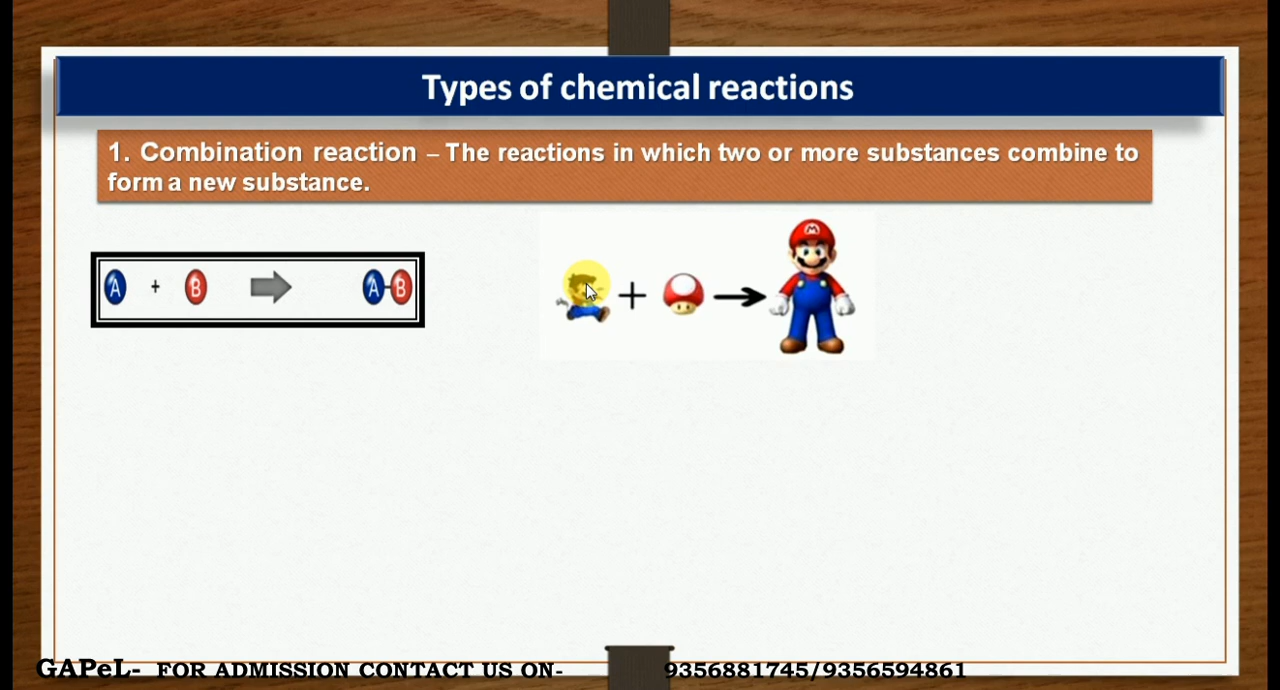 Types of chemical reactions
1. Combination reaction – The reactions in which two or more substances combine to
form a new substance.
A + B A-B
+ M
GAPeL- FOR ADMISSION CONTACT US ON- 9356881745/9356594861